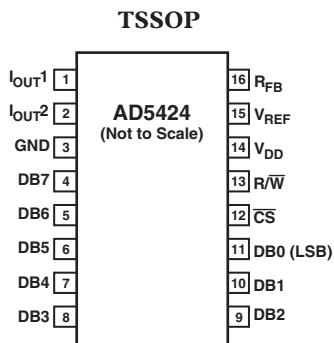 TSSOP
AD5424
(Not to Scale)
IOUT1 1
IOUT2 2
GND 3
DB7 4
DB6 5
DB5 6
DB4 7
DB3 8
16 RFB
15 VREF
14 VDD
13 R/W̅
12 C̅S̅
11 DB0 (LSB)
10 DB1
9 DB2